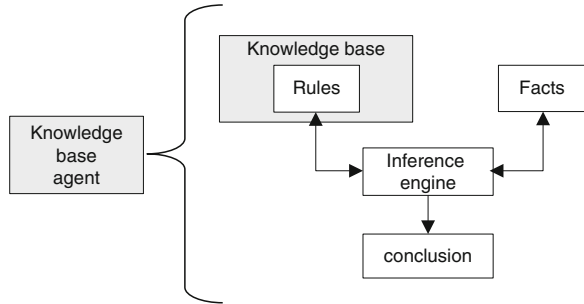 Knowledge base
Rules
Facts
Knowledge
base
agent
Inference
engine
conclusion